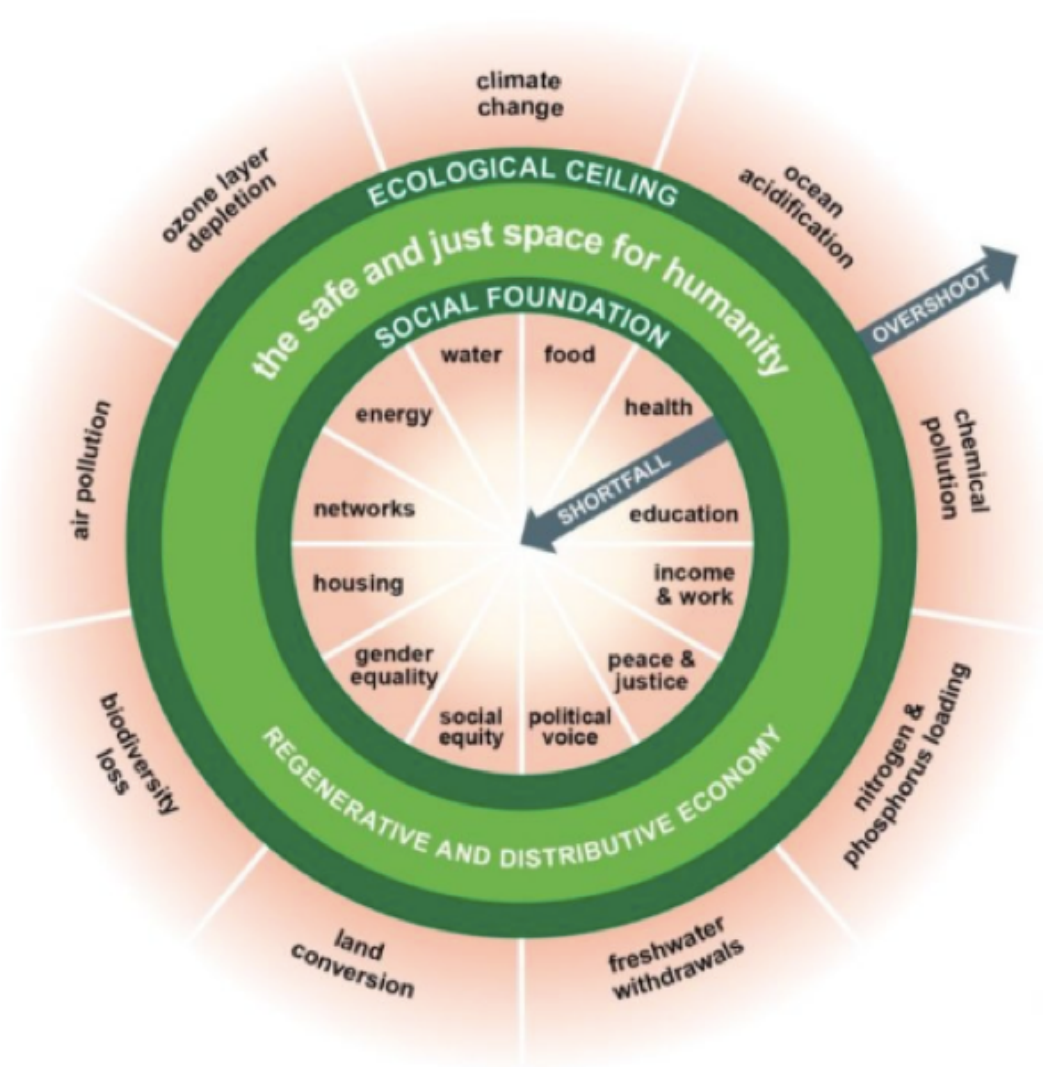 climate
change
ozone layer
depletion
ocean
acidification
ECOLOGICAL CEILING
the safe and just space for humanity
OVERSHOOT
SOCIAL FOUNDATION
water
food
energy
health
air pollution
chemical
pollution
SHORTFALL
networks
education
housing
income
& work
gender
equality
peace &
justice
social
equity
political
voice
biodiversity
loss
nitrogen &
phosphorus loading
REGENERATIVE AND DISTRIBUTIVE ECONOMY
land
conversion
freshwater
withdrawals